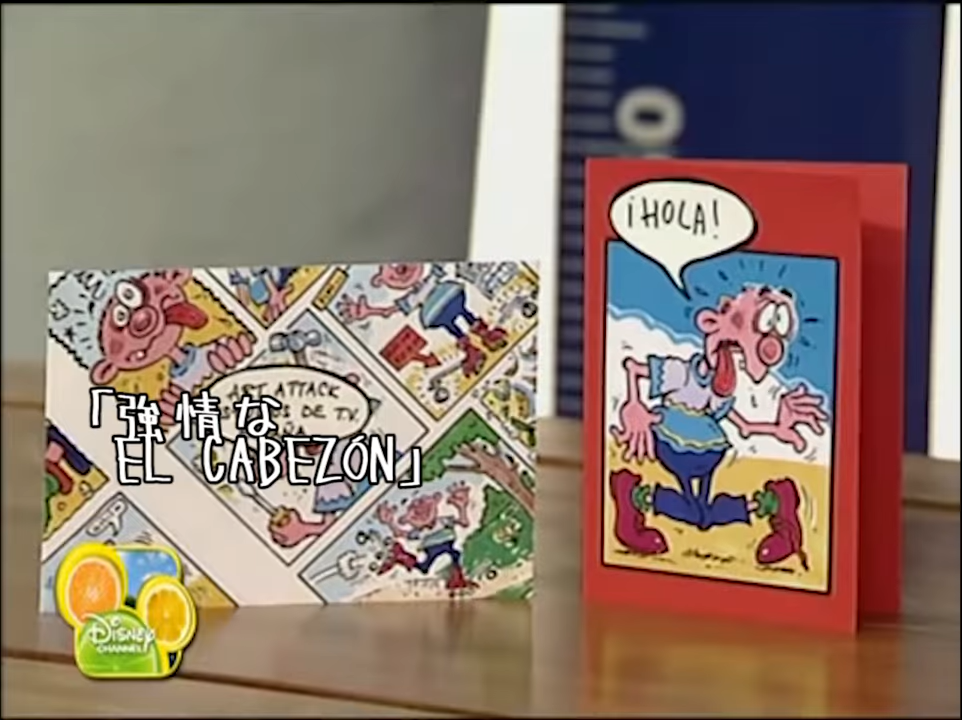 ¡HOLA!
ART ATTACK
DE T.V.
「強情な
EL CABEZÓN」
DISNEY
CHANNEL